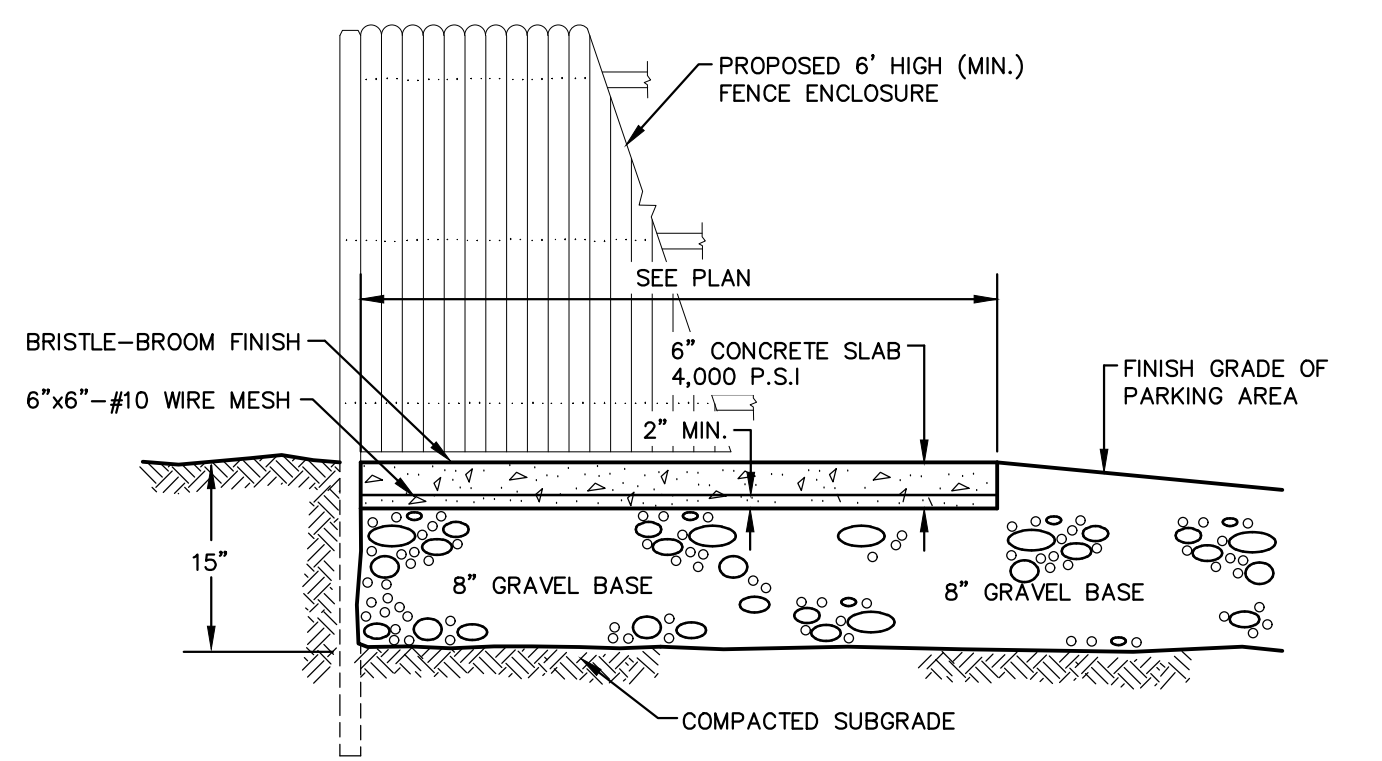 PROPOSED 6' HIGH (MIN.)
FENCE ENCLOSURE
SEE PLAN
BRISTLE-BROOM FINISH
6" CONCRETE SLAB
4,000 P.S.I
FINISH GRADE OF
PARKING AREA
6"x6"-#10 WIRE MESH
2" MIN.
15"
8" GRAVEL BASE
8" GRAVEL BASE
COMPACTED SUBGRADE